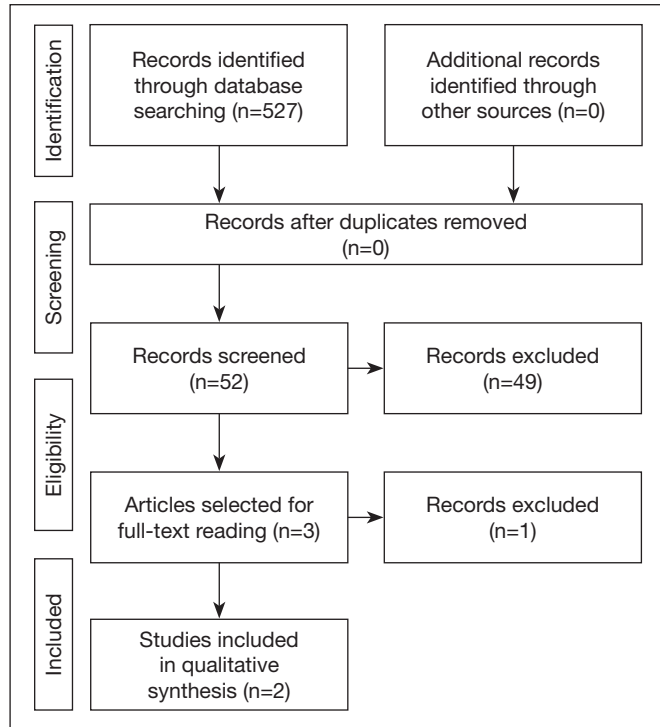 Identification
Records identified
through database
searching (n=527)
Additional records
identified through
other sources (n=0)
Screening
Records after duplicates removed
(n=0)
Records screened
(n=52)
Records excluded
(n=49)
Eligibility
Articles selected for
full-text reading (n=3)
Records excluded
(n=1)
Included
Studies included
in qualitative
synthesis (n=2)